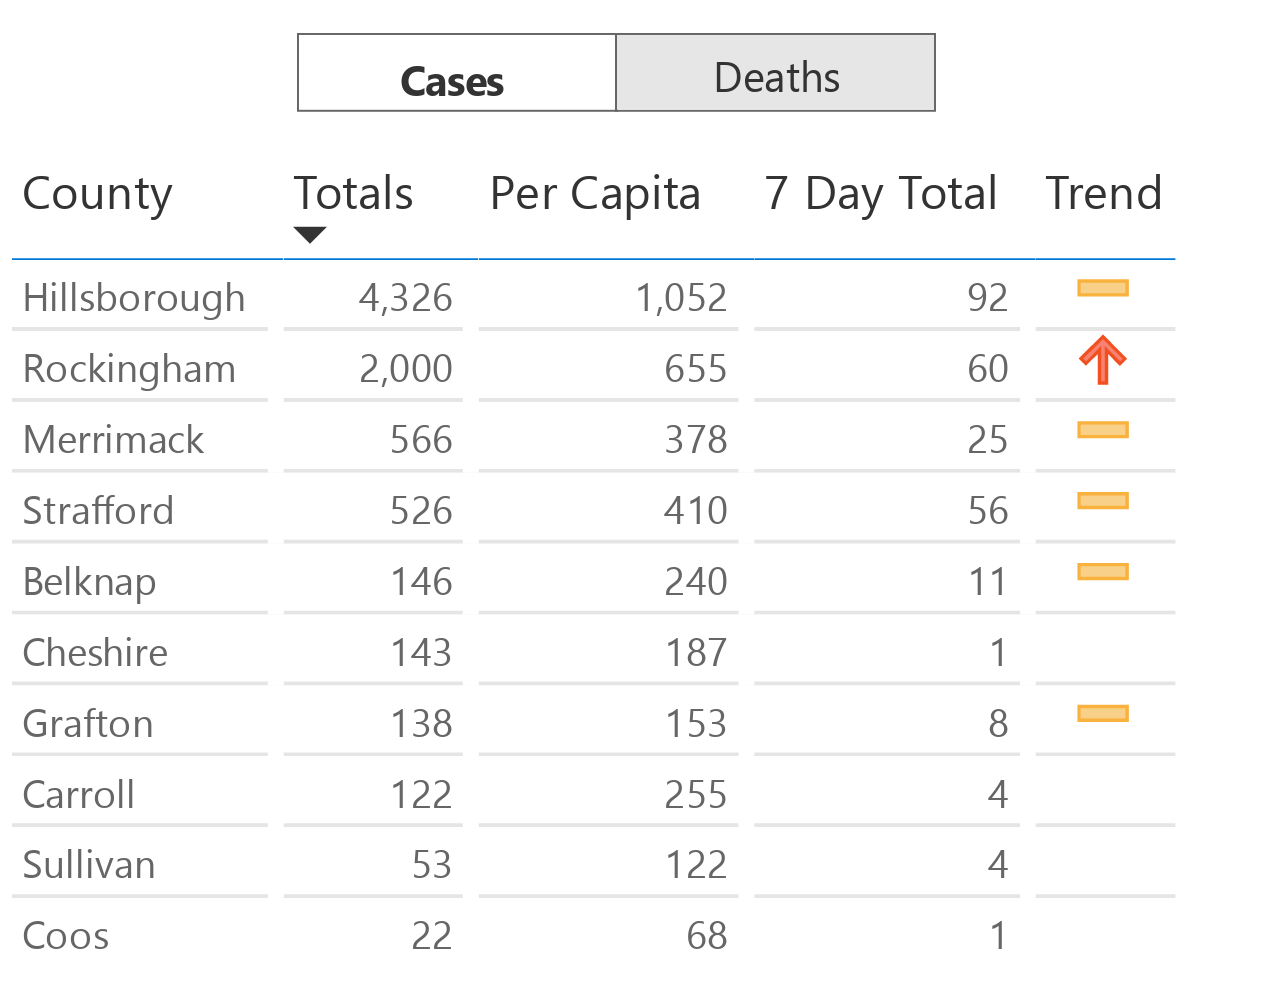 Cases Deaths
County Totals Per Capita 7 Day Total Trend
Hillsborough 4,326 1,052 92
Rockingham 2,000 655 60
Merrimack 566 378 25
Strafford 526 410 56
Belknap 146 240 11
Cheshire 143 187 1
Grafton 138 153 8
Carroll 122 255 4
Sullivan 53 122 4
Coos 22 68 1